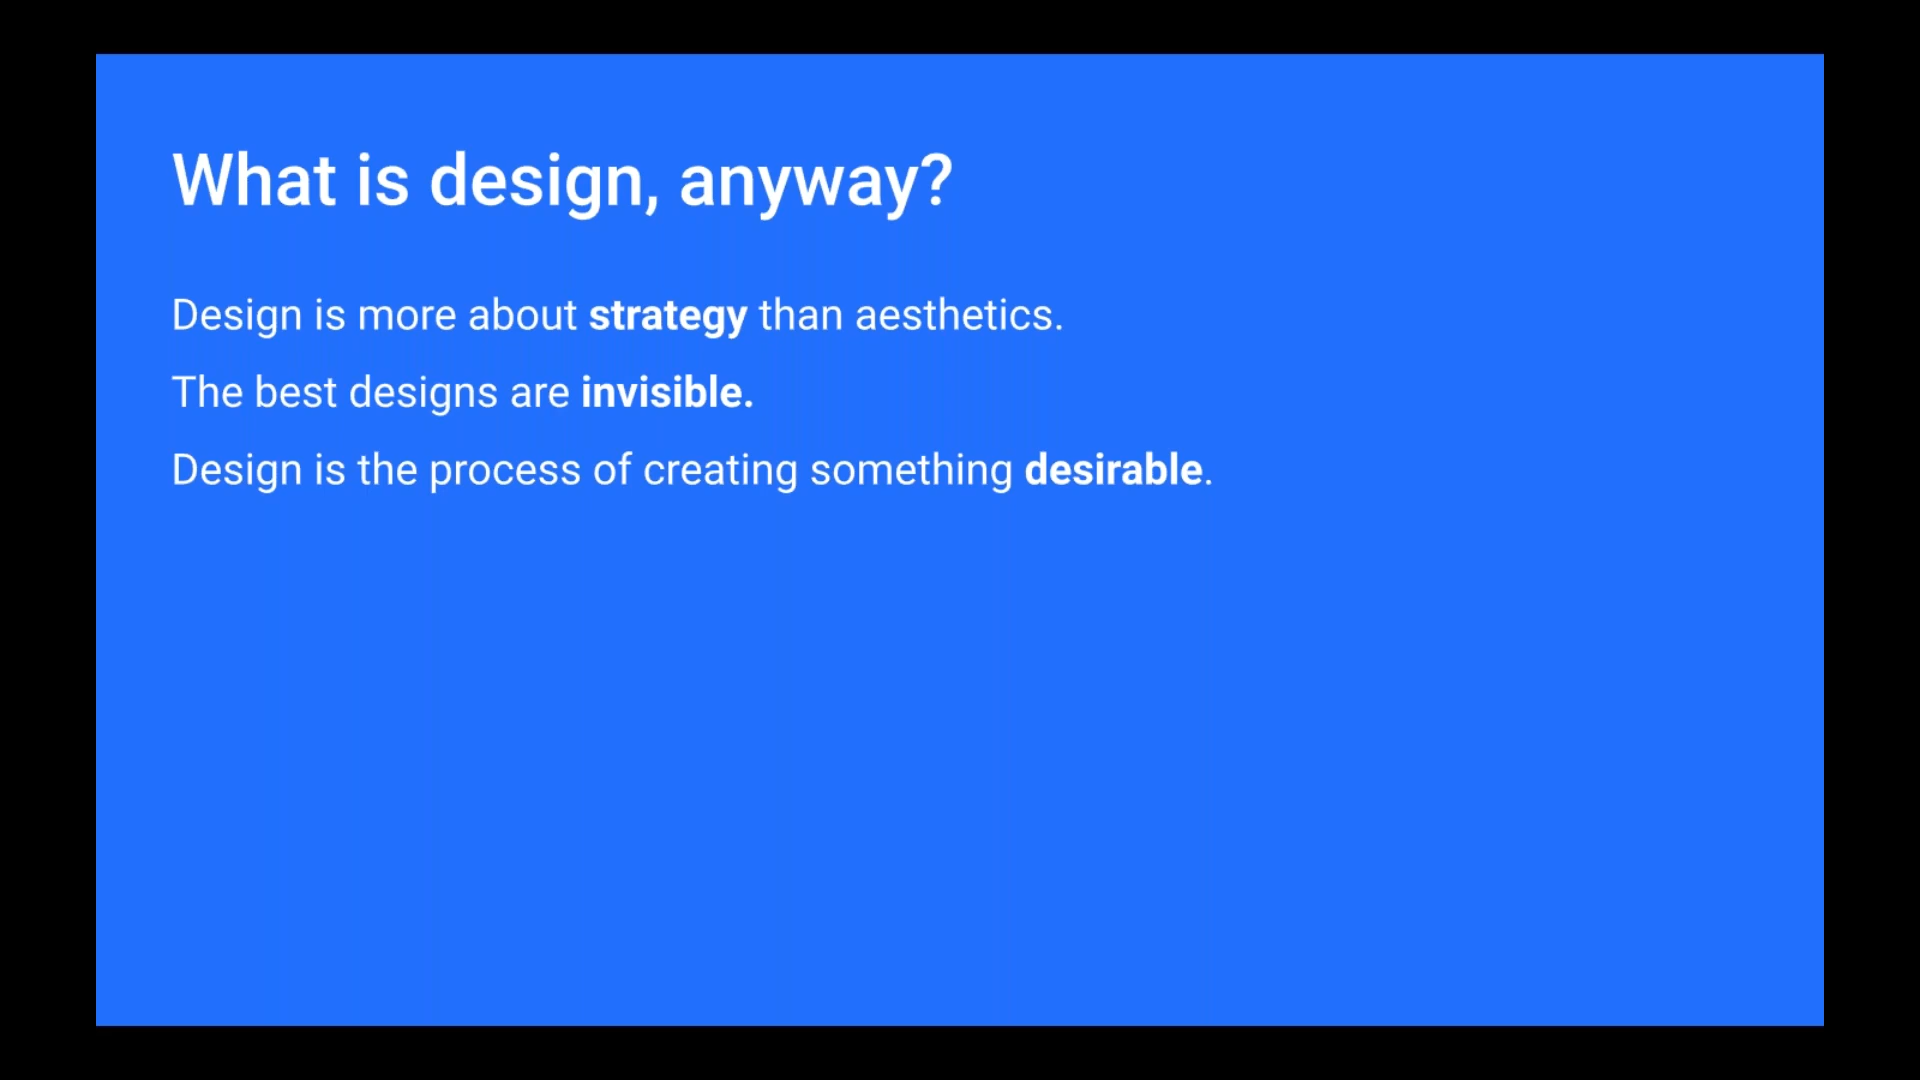 What is design, anyway?
Design is more about strategy than aesthetics.
The best designs are invisible.
Design is the process of creating something desirable.